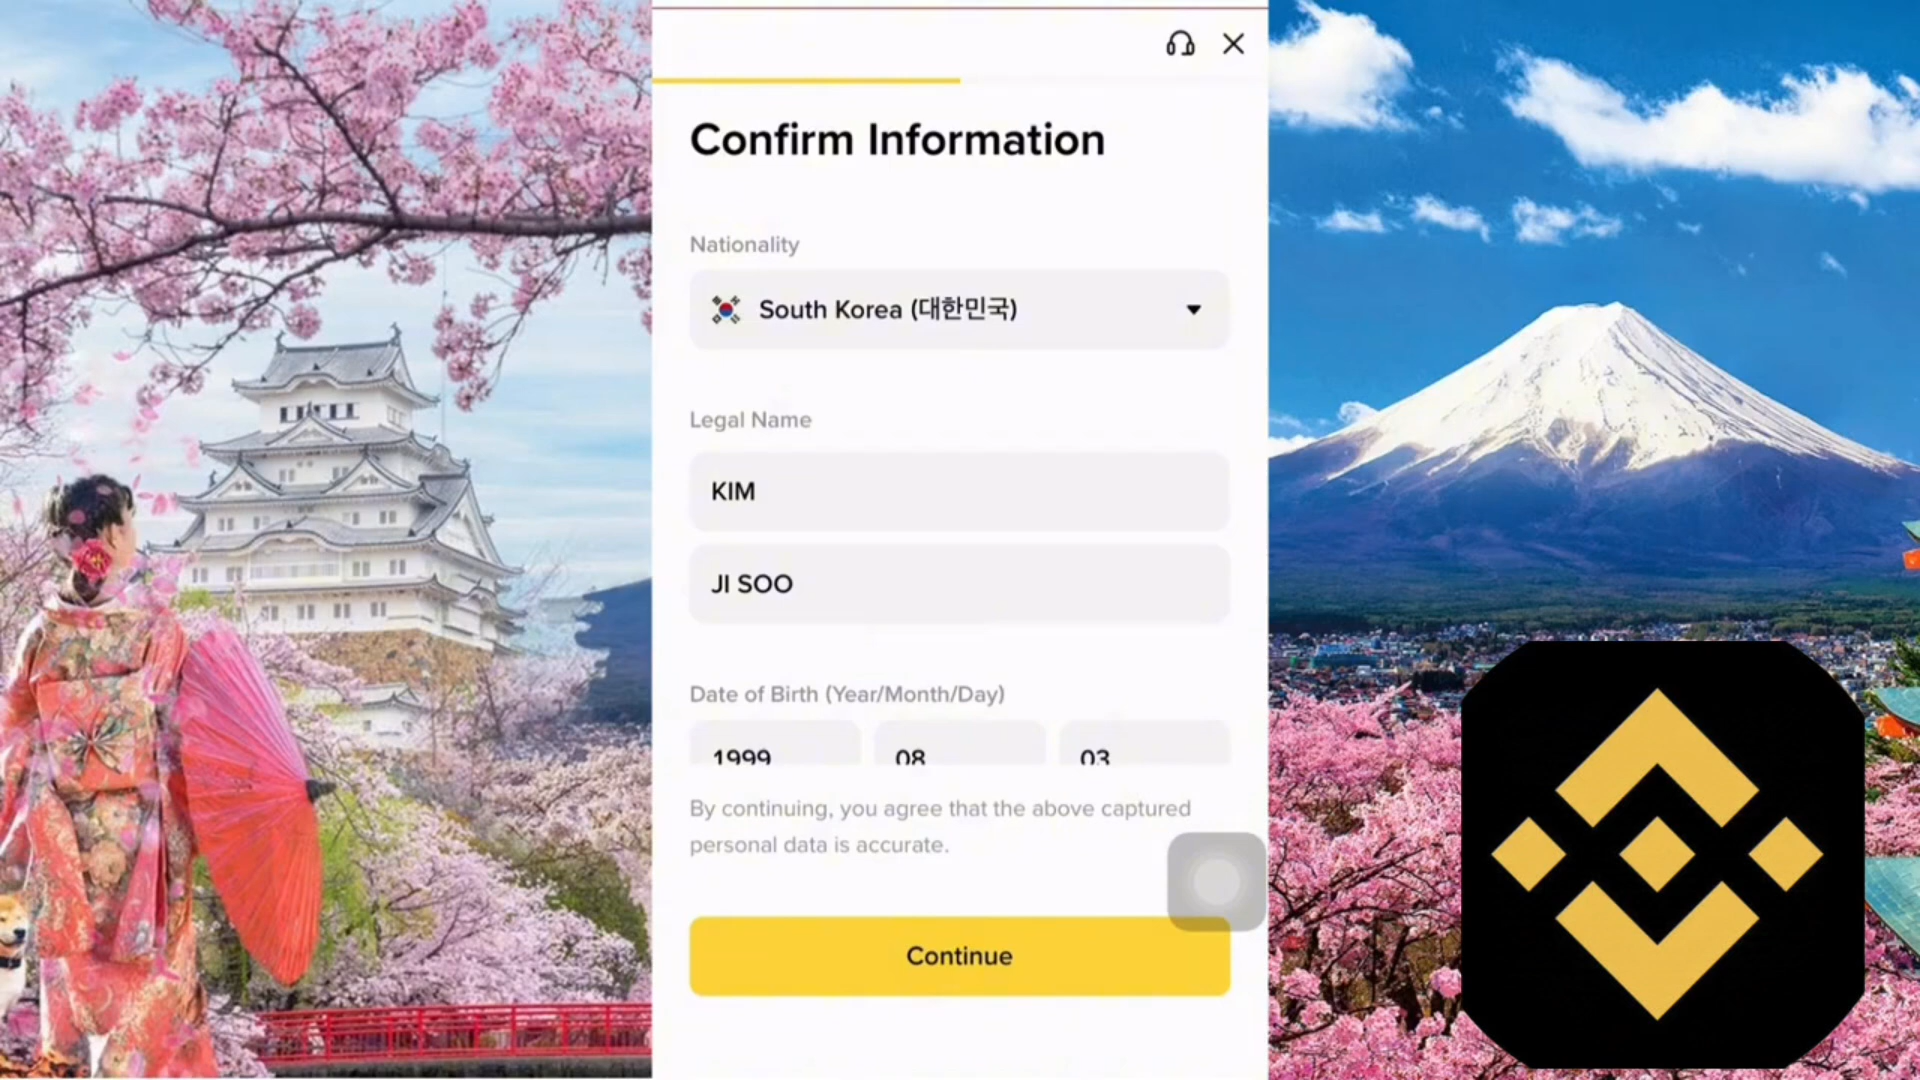 Confirm Information
Nationality
South Korea (대한민국)
Legal Name
KIM
JI SOO
Date of Birth (Year/Month/Day)
1999 08 03
By continuing, you agree that the above captured
personal data is accurate.
Continue